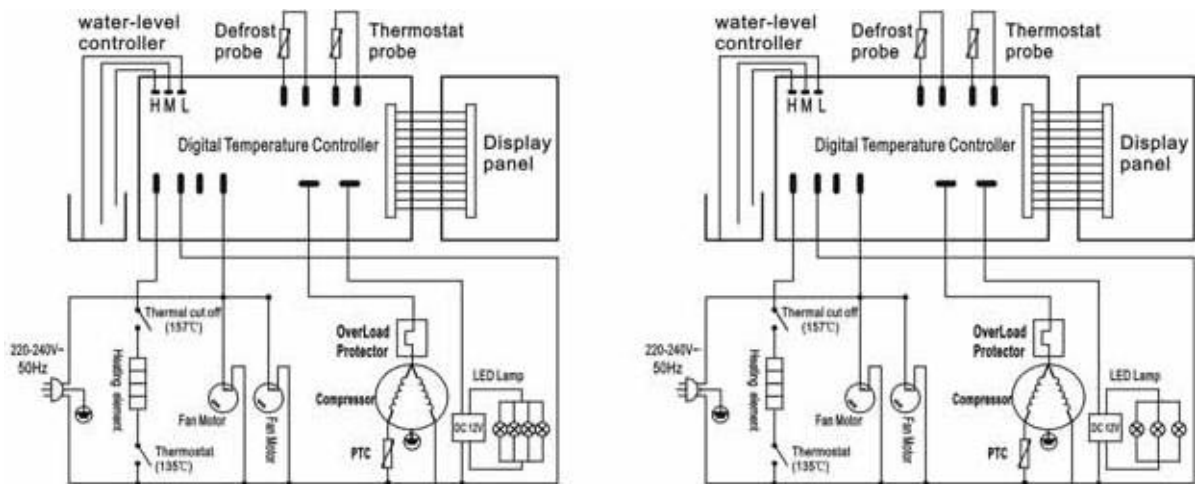 water-level
controller
Defrost
probe
Thermostat
probe
H M L
Digital Temperature Controller
Display
panel
Thermal cut off
(157℃)
OverLoad
Protector
220-240V~
50Hz
Heating element
LED Lamp
Compressor
Fan Motor
Fan Motor
DC 12V
Thermostat
(135℃)
PTC
water-level
controller
Defrost
probe
Thermostat
probe
H M L
Digital Temperature Controller
Display
panel
Thermal cut off
(157℃)
OverLoad
Protector
220-240V~
50Hz
Heating element
LED Lamp
Compressor
Fan Motor
Fan Motor
DC 12V
Thermostat
(135℃)
PTC